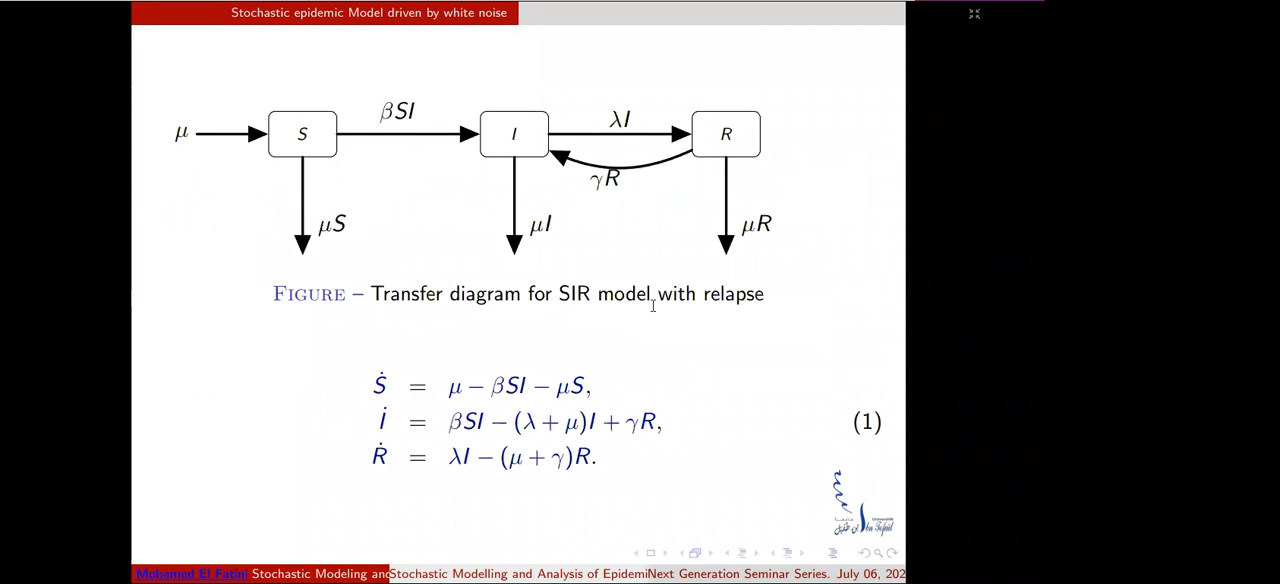 Stochastic epidemic Model driven by white noise
μ
S
βSI
I
λI
R
γR
μS
μI
μR
FIGURE – Transfer diagram for SIR model with relapse
Ṡ = μ − βSI − μS,
İ = βSI − (λ + μ)I + γR, (1)
Ṙ = λI − (μ + γ)R.
Mohamed El Fatini Stochastic Modeling and Stochastic Modelling and Analysis of Epidemi Next Generation Seminar Series. July 06, 202